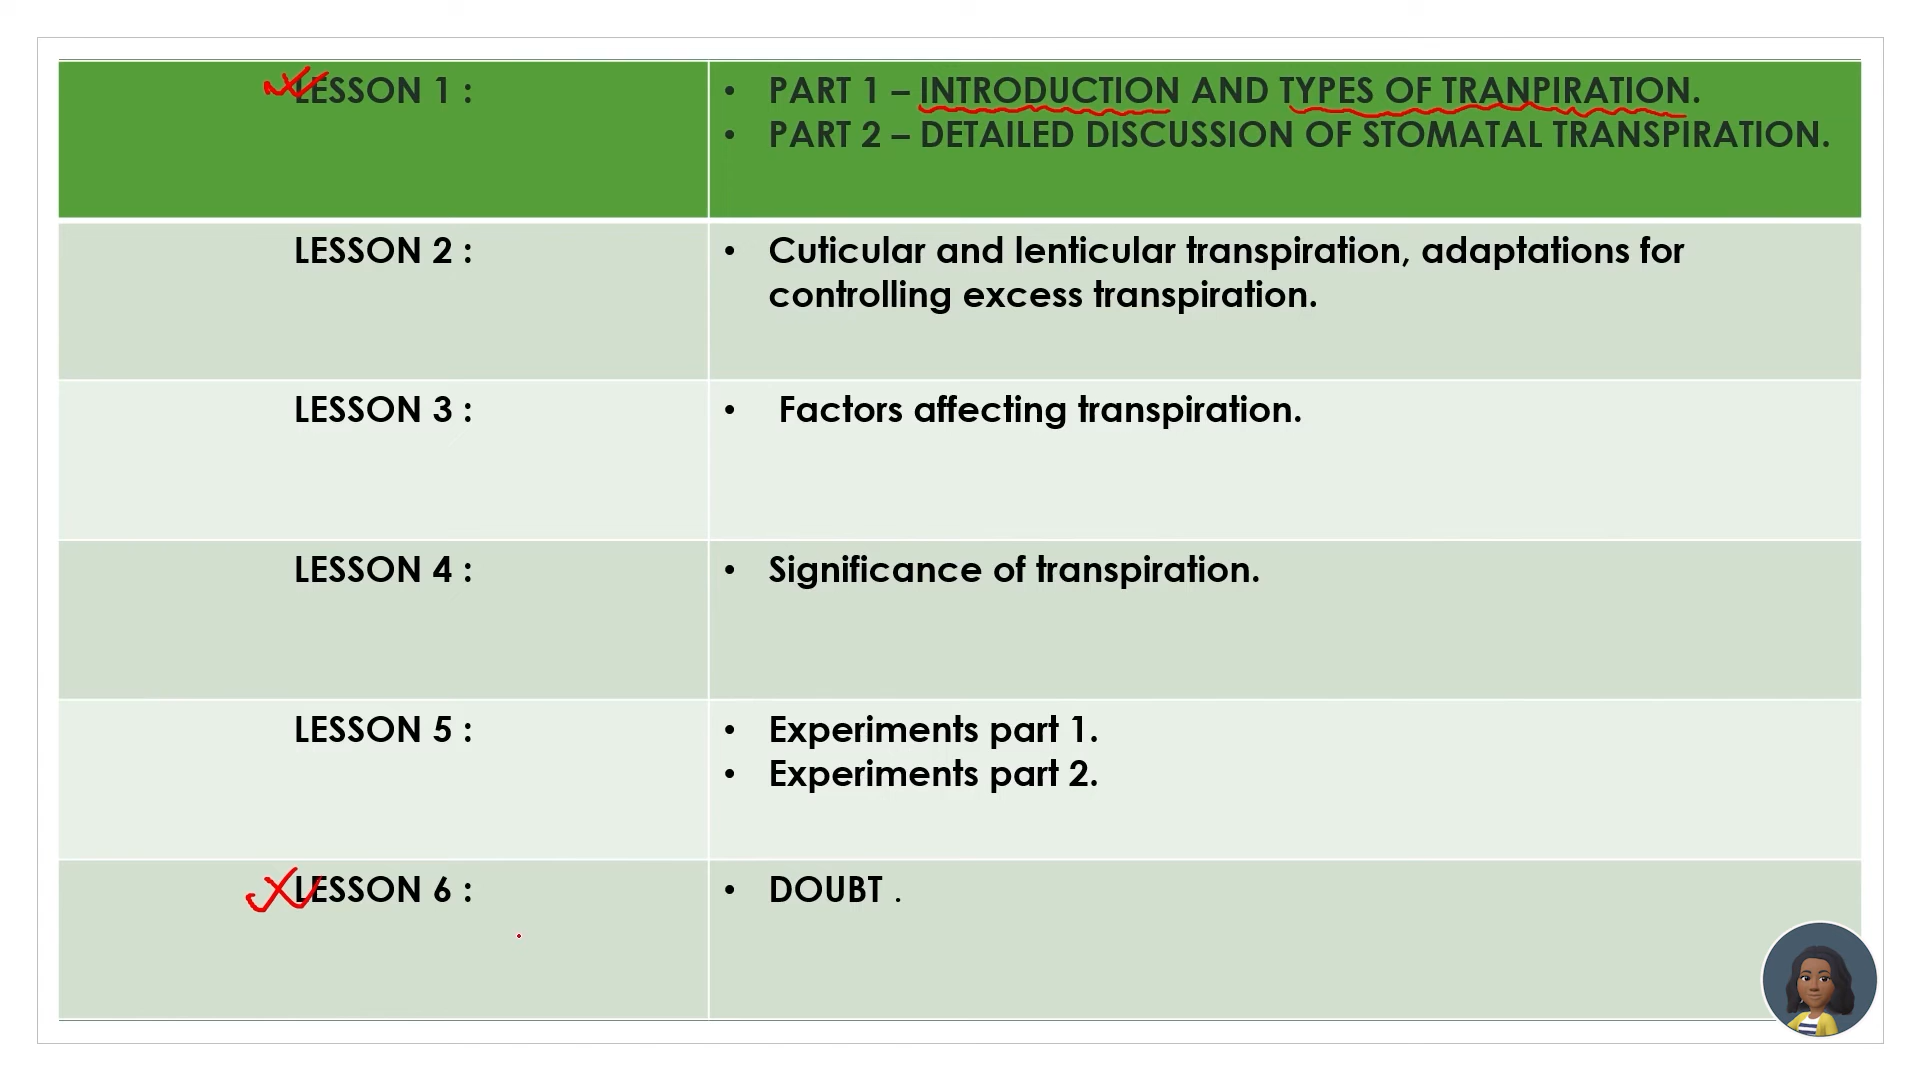 LESSON 1 :
• PART 1 – INTRODUCTION AND TYPES OF TRANPIRATION.
• PART 2 – DETAILED DISCUSSION OF STOMATAL TRANSPIRATION.
LESSON 2 :
• Cuticular and lenticular transpiration, adaptations for
controlling excess transpiration.
LESSON 3 :
• Factors affecting transpiration.
LESSON 4 :
• Significance of transpiration.
LESSON 5 :
• Experiments part 1.
• Experiments part 2.
LESSON 6 :
• DOUBT .